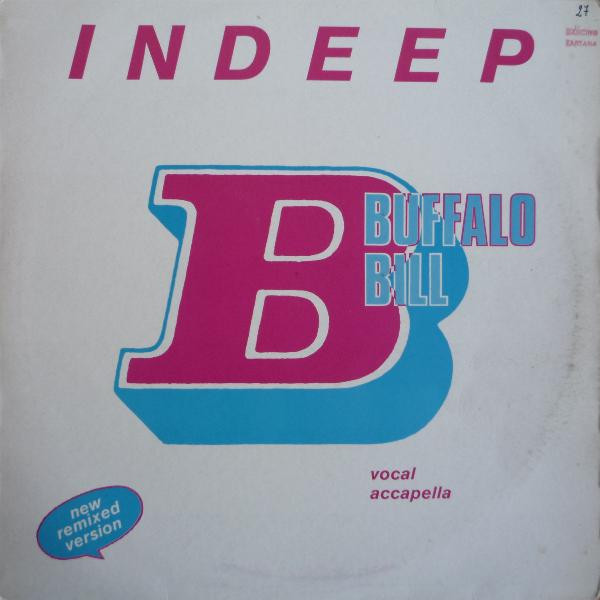 27
INDEEP
B
BUFFALO
BILL
vocal
accapella
new
remixed
version